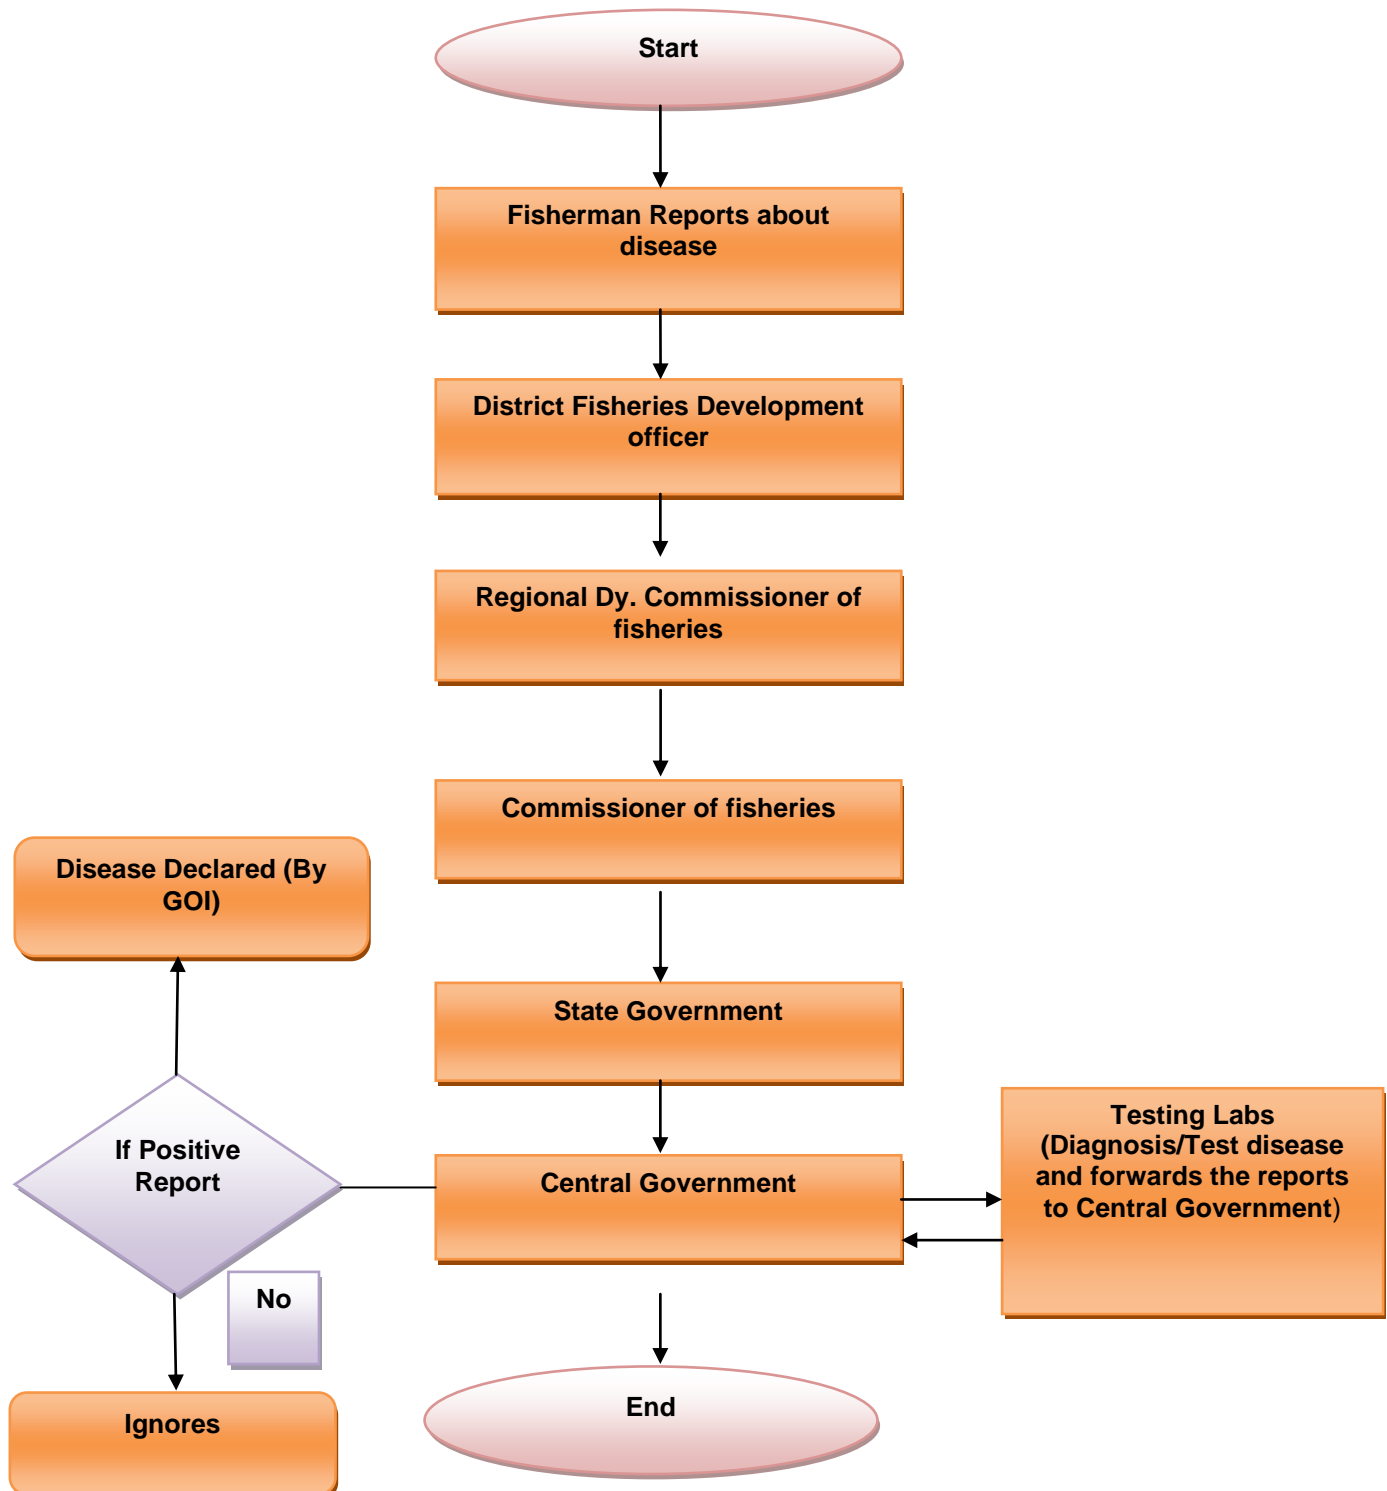 Start
Fisherman Reports about
disease
District Fisheries Development
officer
Regional Dy. Commissioner of
fisheries
Commissioner of fisheries
Disease Declared (By
GOI)
State Government
If Positive
Report
Central Government
Testing Labs
(Diagnosis/Test disease
and forwards the reports
to Central Government)
No
Ignores
End